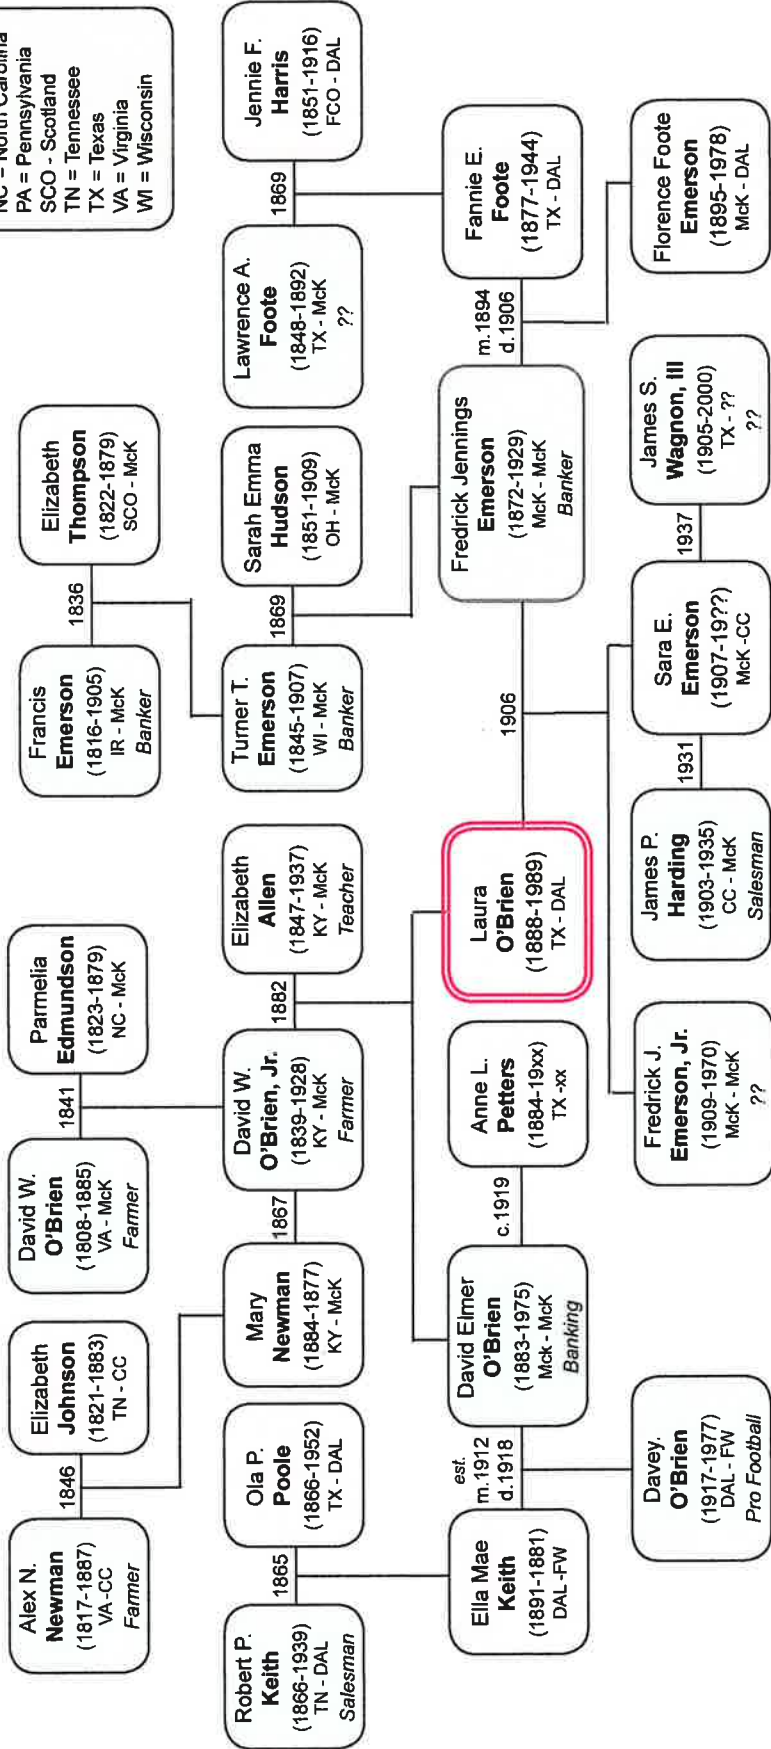 Alex N.
Newman
(1817-1887)
VA-CC
Farmer
1846
Elizabeth
Johnson
(1821-1883)
TN - CC
David W.
O'Brien
(1808-1885)
VA - McK
Farmer
1841
Parmelia
Edmundson
(1823-1879)
NC - McK
Francis
Emerson
(1816-1905)
IR - McK
Banker
1836
Elizabeth
Thompson
(1822-1879)
SCO - McK
NC = North Carolina
PA = Pennsylvania
SCO - Scotland
TN = Tennessee
TX = Texas
VA = Virginia
WI = Wisconsin
Robert P.
Keith
(1866-1939)
TN - DAL
Salesman
1865
Ola P.
Poole
(1866-1952)
TX - DAL
Mary
Newman
(1884-1877)
KY - McK
1867
David W.
O'Brien, Jr.
(1839-1928)
KY - McK
Farmer
1882
Elizabeth
Allen
(1847-1937)
KY - McK
Teacher
Turner T.
Emerson
(1845-1907)
WI - McK
Banker
1869
Sarah Emma
Hudson
(1851-1909)
OH - McK
Lawrence A.
Foote
(1848-1892)
TX - McK
??
1869
Jennie F.
Harris
(1851-1916)
FCO - DAL
Ella Mae
Keith
(1891-1881)
DAL -FW
est.
m.1912
d.1918
David Elmer
O'Brien
(1883-1975)
Mck - McK
Banking
c.1919
Anne L.
Petters
(1884-19xx)
TX -xx
Laura
O'Brien
(1888-1989)
TX - DAL
1906
Fredrick Jennings
Emerson
(1872-1929)
McK - McK
Banker
m.1894
d.1906
Fannie E.
Foote
(1877-1944)
TX - DAL
Davey.
O'Brien
(1917-1977)
DAL - FW
Pro Football
Fredrick J.
Emerson, Jr.
(1909-1970)
McK - McK
??
James P.
Harding
(1903-1935)
CC - McK
Salesman
1931
Sara E.
Emerson
(1907-19??)
McK -CC
1937
James S.
Wagnon, III
(1905-2000)
TX - ??
??
Florence Foote
Emerson
(1895-1978)
McK - DAL